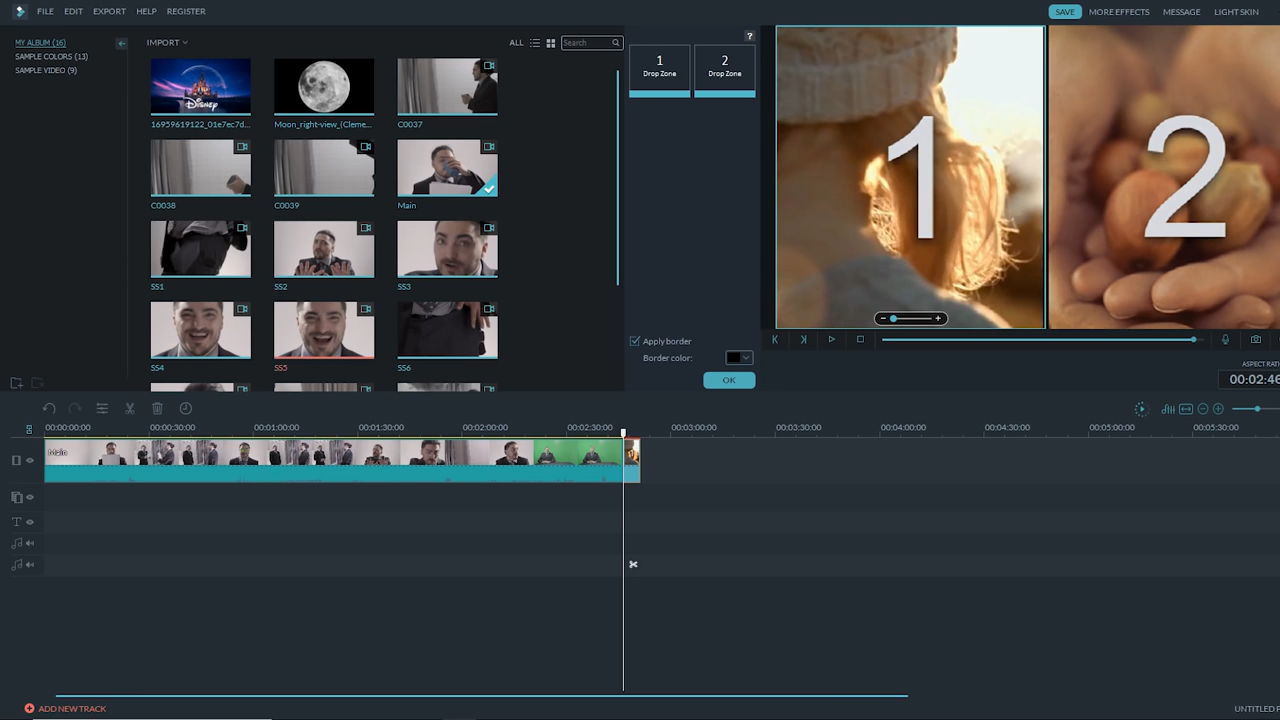 FILE EDIT EXPORT HELP REGISTER
SAVE MORE EFFECTS MESSAGE LIGHT SKIN
MY ALBUM (16)
SAMPLE COLORS (13)
SAMPLE VIDEO (9)
IMPORT ALL Search
16959619122_01e7ec7d... Moon_right-view_(Cleme... C0037
C0038 C0039 Main
SS1 SS2 SS3
SS4 SS5 SS6
Disney
?
1 2
Drop Zone Drop Zone
Apply border
Border color:
OK
1 2
ASPECT RATI
00:02:46
00:00:00:00 00:00:30:00 00:01:00:00 00:01:30:00 00:02:00:00 00:02:30:00 00:03:00:00 00:03:30:00 00:04:00:00 00:04:30:00 00:05:00:00 00:05:30:00
Main
T
ADD NEW TRACK
UNTITLED P